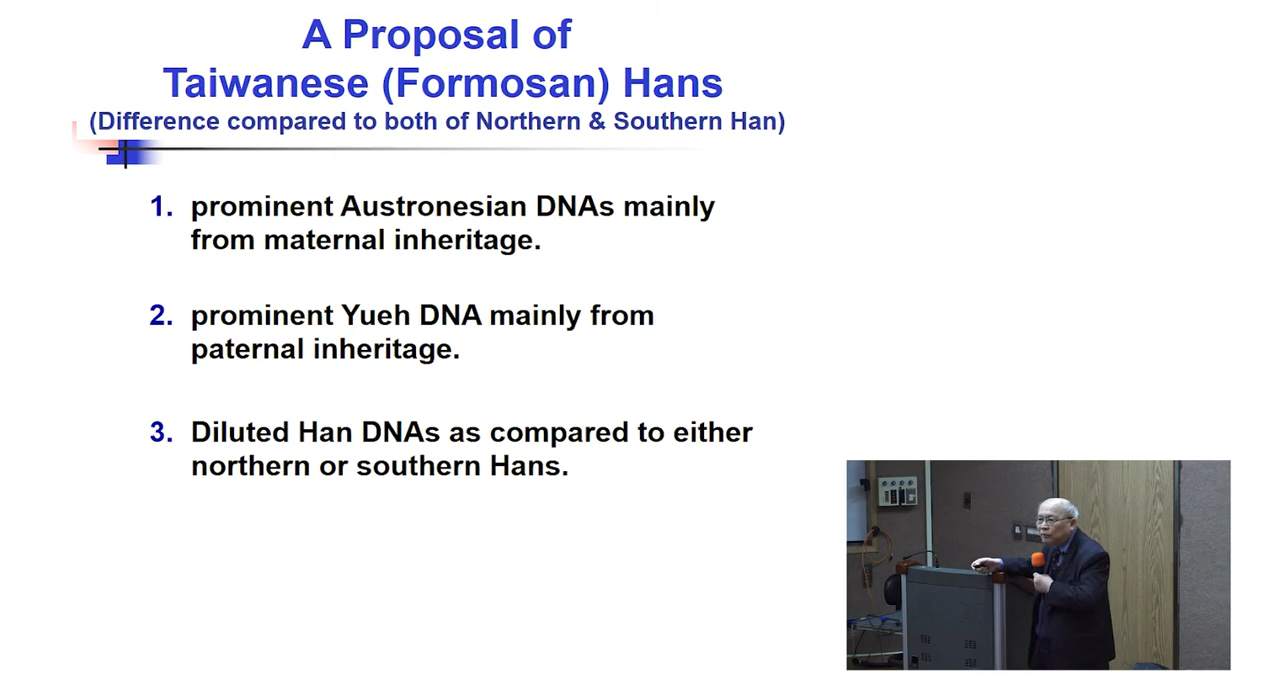 A Proposal of
Taiwanese (Formosan) Hans
(Difference compared to both of Northern & Southern Han)
1. prominent Austronesian DNAs mainly
from maternal inheritage.
2. prominent Yueh DNA mainly from
paternal inheritage.
3. Diluted Han DNAs as compared to either
northern or southern Hans.